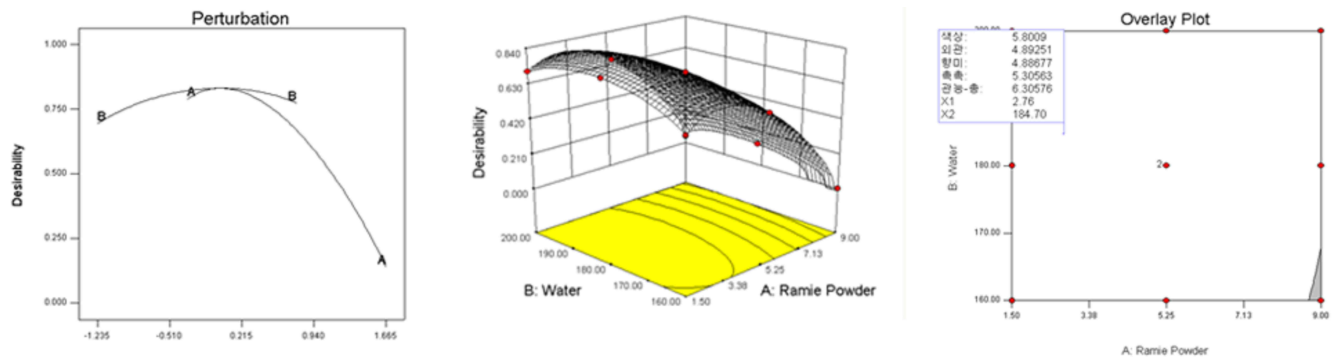 Perturbation
1.000
0.750
0.500
0.250
0.000
Desirability
B
A
B
A
-1.235
-0.510
0.215
0.940
1.665
0.840
0.630
0.420
0.210
0.000
Desirability
200.00
190.00
180.00
170.00
160.00
1.50
3.38
5.25
7.13
9.00
B: Water
A: Ramie Powder
Overlay Plot
색상: 5.8009
외관: 4.89251
향미: 4.88677
촉촉: 5.30563
관능-총: 6.30576
X1 2.76
X2 184.70
180.00
170.00
160.00
B: Water
2
1.50
3.38
5.25
7.13
9.00
A: Ramie Powder